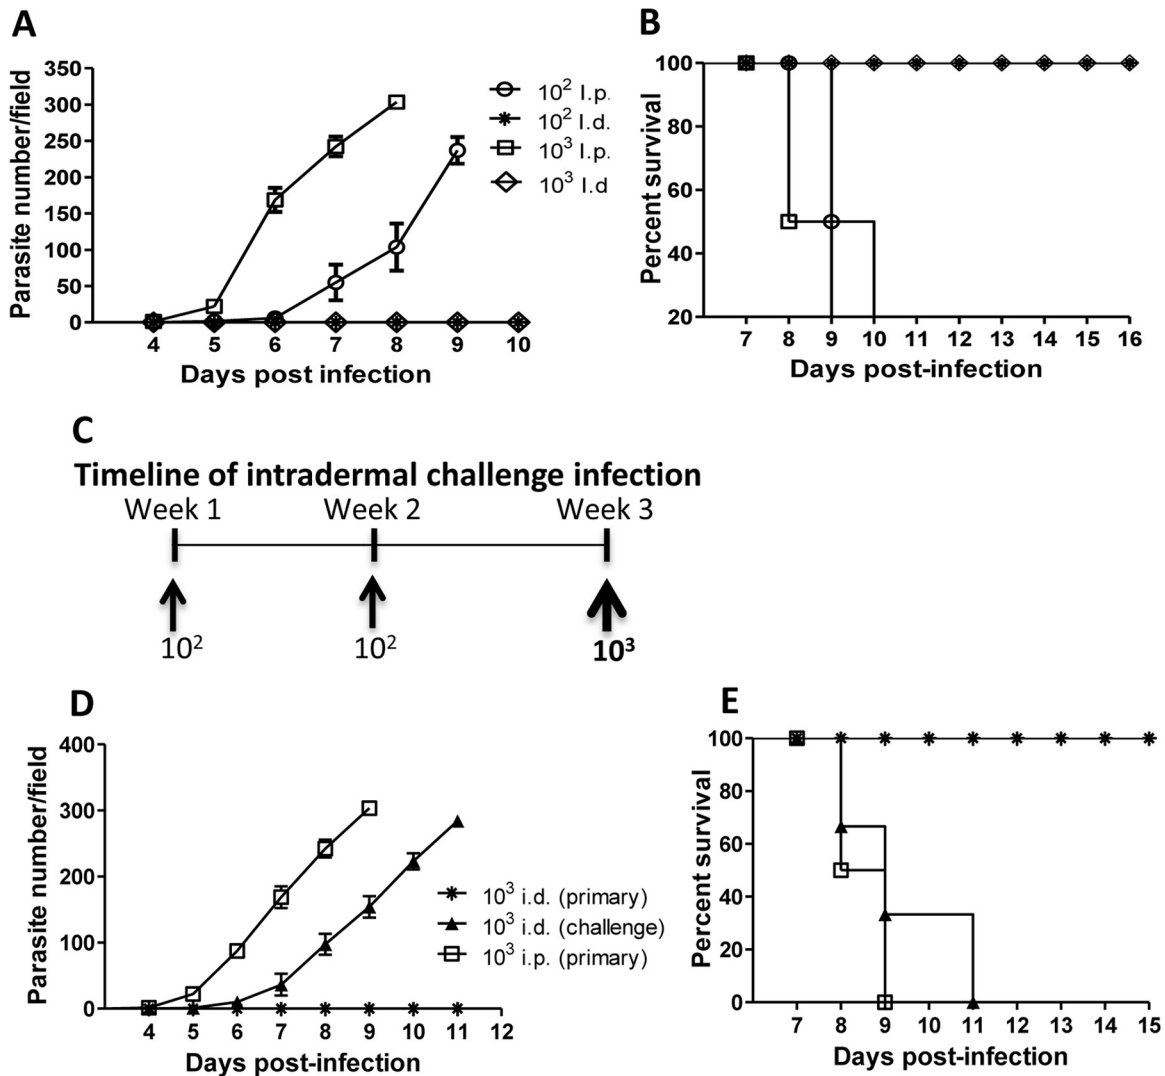 A
Parasite number/field
350
300
250
200
150
100
50
0
4 5 6 7 8 9 10
Days post infection
10² I.p.
10² I.d.
10³ I.p.
10³ I.d
B
Percent survival
100
80
60
40
20
7 8 9 10 11 12 13 14 15 16
Days post-infection
C
Timeline of intradermal challenge infection
Week 1 Week 2 Week 3
10² 10² 10³
D
Parasite number/field
400
300
200
100
0
4 5 6 7 8 9 10 11 12
Days post-infection
10³ i.d. (primary)
10³ i.d. (challenge)
10³ i.p. (primary)
E
Percent survival
100
80
60
40
20
0
7 8 9 10 11 12 13 14 15
Days post-infection